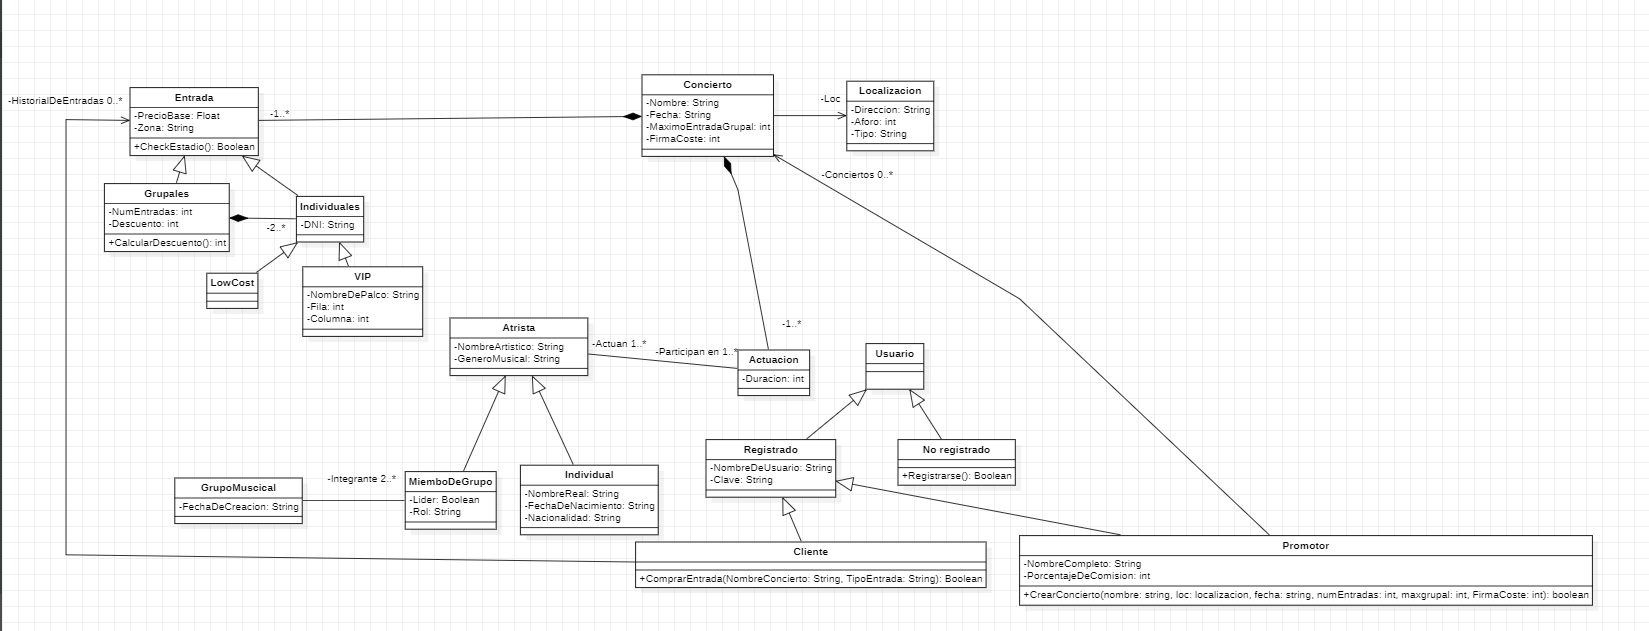 -HistorialDeEntradas 0..*
Entrada
-PrecioBase: Float
-Zona: String
+CheckEstadio(): Boolean
-1..*
Concierto
-Nombre: String
-Fecha: String
-MaximoEntradaGrupal: int
-FirmaCoste: int
-Loc
Localizacion
-Direccion: String
-Aforo: int
-Tipo: String
-Conciertos 0..*
Grupales
-NumEntradas: int
-Descuento: int
+CalcularDescuento(): int
-2..*
Individuales
-DNI: String
LowCost
VIP
-NombreDePalco: String
-Fila: int
-Columna: int
Atrista
-NombreArtistico: String
-GeneroMusical: String
-Actuan 1..*
-Participan en 1..*
-1..*
Actuacion
-Duracion: int
Usuario
Registrado
-NombreDeUsuario: String
-Clave: String
No registrado
+Registrarse(): Boolean
GrupoMuscical
-FechaDeCreacion: String
-Integrante 2..*
MiemboDeGrupo
-Lider: Boolean
-Rol: String
Individual
-NombreReal: String
-FechaDeNacimiento: String
-Nacionalidad: String
Cliente
+ComprarEntrada(NombreConcierto: String, TipoEntrada: String): Boolean
Promotor
-NombreCompleto: String
-PorcentajeDeComision: int
+CrearConcierto(nombre: string, loc: localizacion, fecha: string, numEntradas: int, maxgrupal: int, FirmaCoste: int): boolean